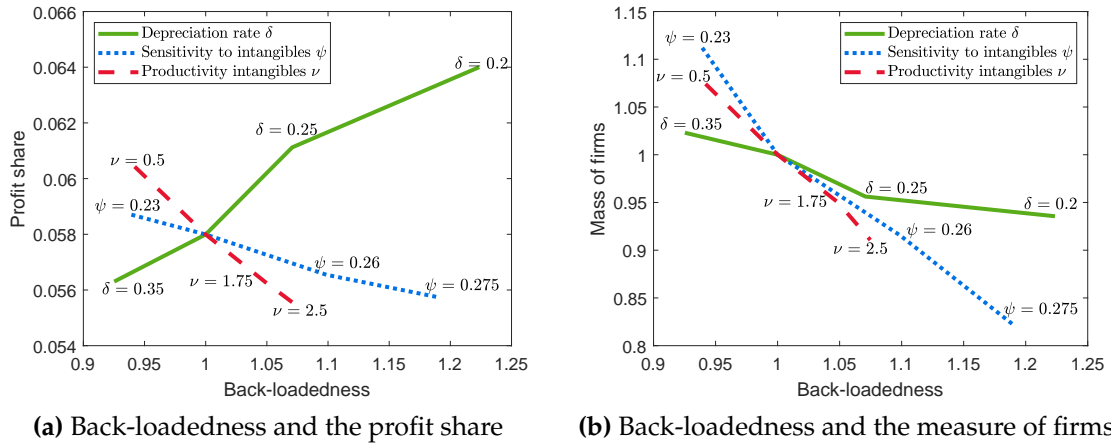 0.066
0.064
0.062
0.06
0.058
0.056
0.054
Profit share
Depreciation rate δ
Sensitivity to intangibles ψ
Productivity intangibles ν
δ = 0.2
δ = 0.25
ν = 0.5
ψ = 0.23
ψ = 0.26
ν = 1.75
ψ = 0.275
δ = 0.35
ν = 2.5
0.9 0.95 1 1.05 1.1 1.15 1.2 1.25
Back-loadedness
(a) Back-loadedness and the profit share
1.15
1.1
1.05
1
0.95
0.9
0.85
0.8
Mass of firms
Depreciation rate δ
Sensitivity to intangibles ψ
Productivity intangibles ν
ψ = 0.23
ν = 0.5
δ = 0.35
δ = 0.25
ν = 1.75
δ = 0.2
ψ = 0.26
ν = 2.5
ψ = 0.275
0.9 0.95 1 1.05 1.1 1.15 1.2 1.25
Back-loadedness
(b) Back-loadedness and the measure of firms